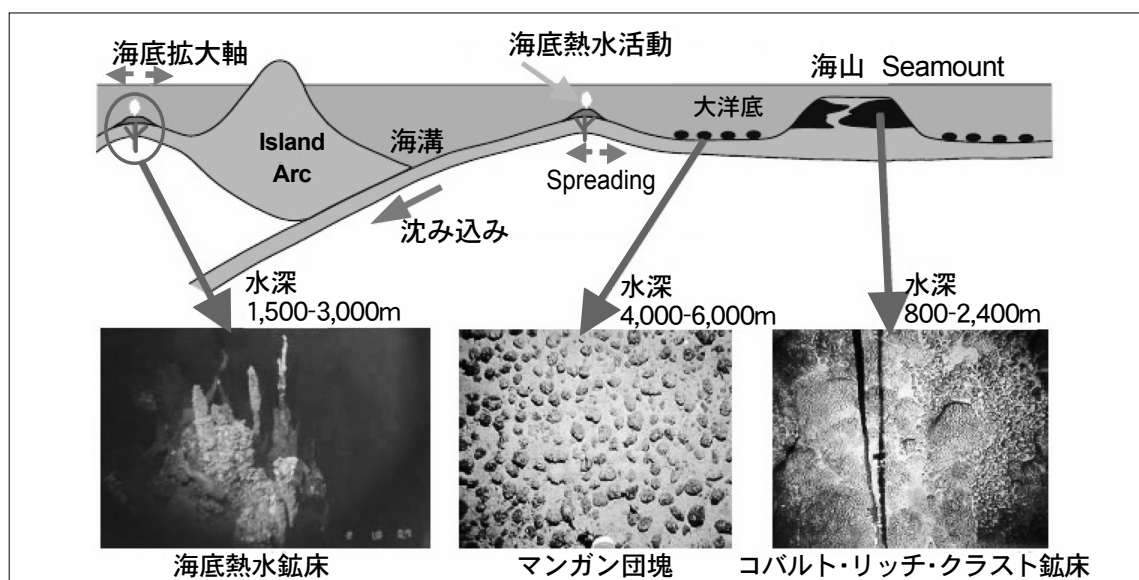 海底拡大軸
海底熱水活動
海山 Seamount
大洋底
Island
Arc
海溝
Spreading
沈み込み
水深
1,500-3,000m
水深
4,000-6,000m
水深
800-2,400m
海底熱水鉱床
マンガン団塊
コバルト・リッチ・クラスト鉱床